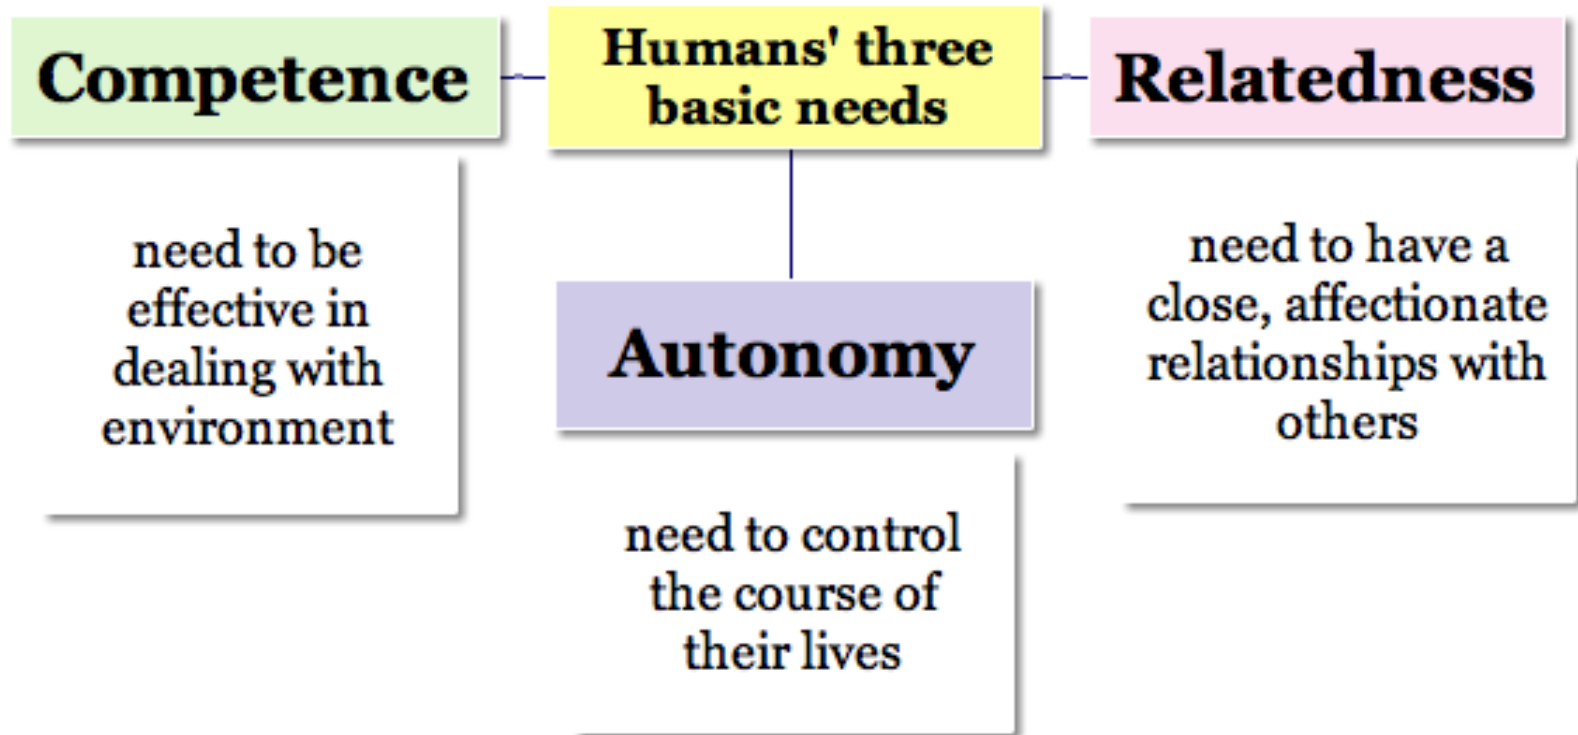 Competence
Humans' three
basic needs
Relatedness
need to be
effective in
dealing with
environment
Autonomy
need to control
the course of
their lives
need to have a
close, affectionate
relationships with
others